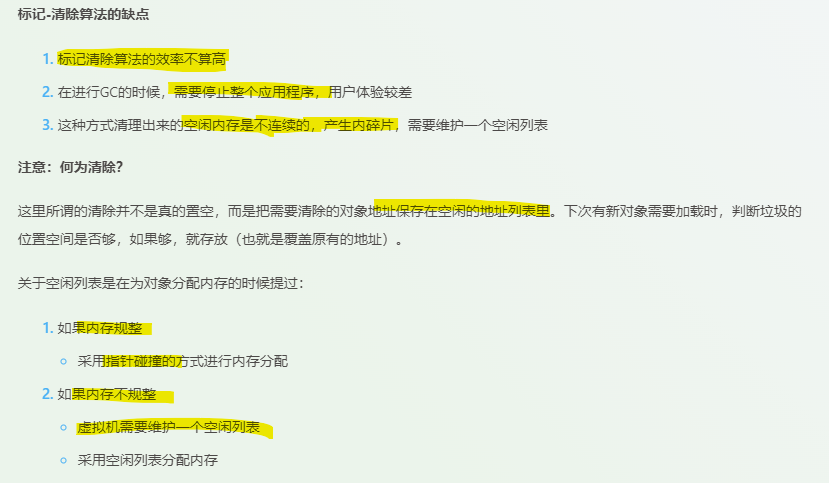 标记-清除算法的缺点
1. 标记清除算法的效率不算高
2. 在进行GC的时候，需要停止整个应用程序，用户体验较差
3. 这种方式清理出来的空闲内存是不连续的，产生内碎片，需要维护一个空闲列表
注意：何为清除？
这里所谓的清除并不是真的置空，而是把需要清除的对象地址保存在空闲的地址列表里。下次有新对象需要加载时，判断垃圾的
位置空间是否够，如果够，就存放（也就是覆盖原有的地址）。
关于空闲列表是在为对象分配内存的时候提过：
1. 如果内存规整
采用指针碰撞的方式进行内存分配
2. 如果内存不规整
虚拟机需要维护一个空闲列表
采用空闲列表分配内存